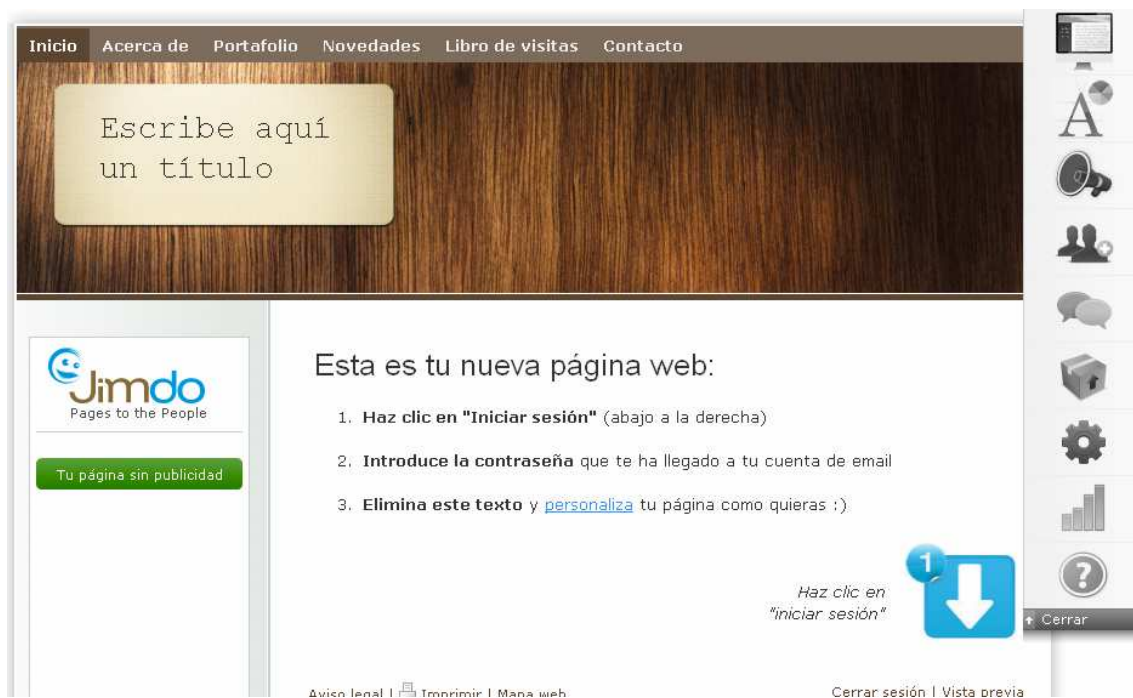 Inicio Acerca de Portafolio Novedades Libro de visitas Contacto
Escribe aquí
un título
Jimdo
Pages to the People
Tu página sin publicidad
Esta es tu nueva página web:
1. Haz clic en "Iniciar sesión" (abajo a la derecha)
2. Introduce la contraseña que te ha llegado a tu cuenta de email
3. Elimina este texto y personaliza tu página como quieras :)
1
Haz clic en
"iniciar sesión"
Cerrar
Aviso legal | Imprimir | Mapa web
Cerrar sesión | Vista previa